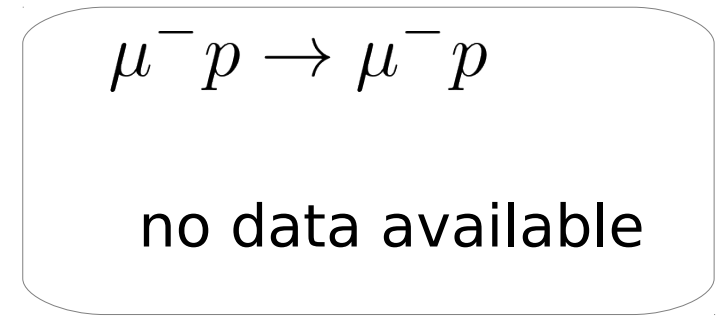 μ⁻p → μ⁻p
no data available